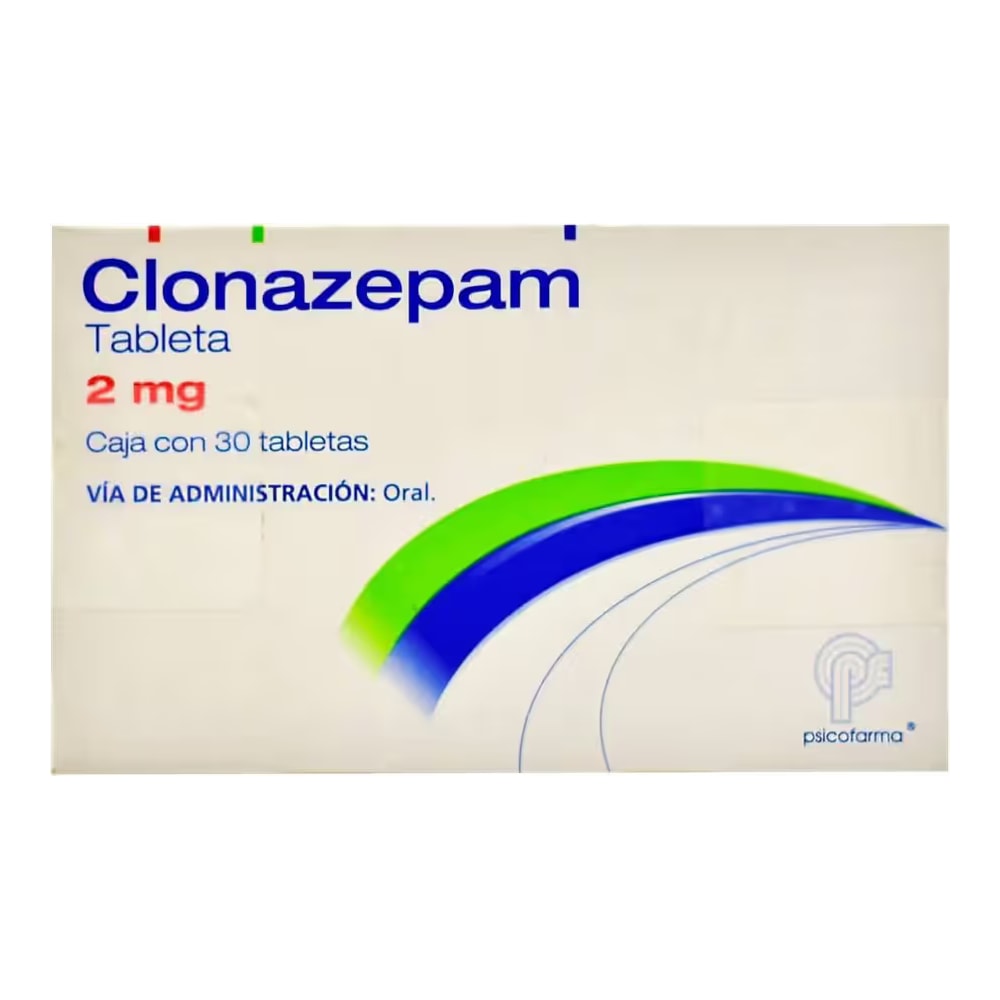 Clonazepam
Tableta
2 mg
Caja con 30 tabletas
VÍA DE ADMINISTRACIÓN: Oral.
psicofarma®